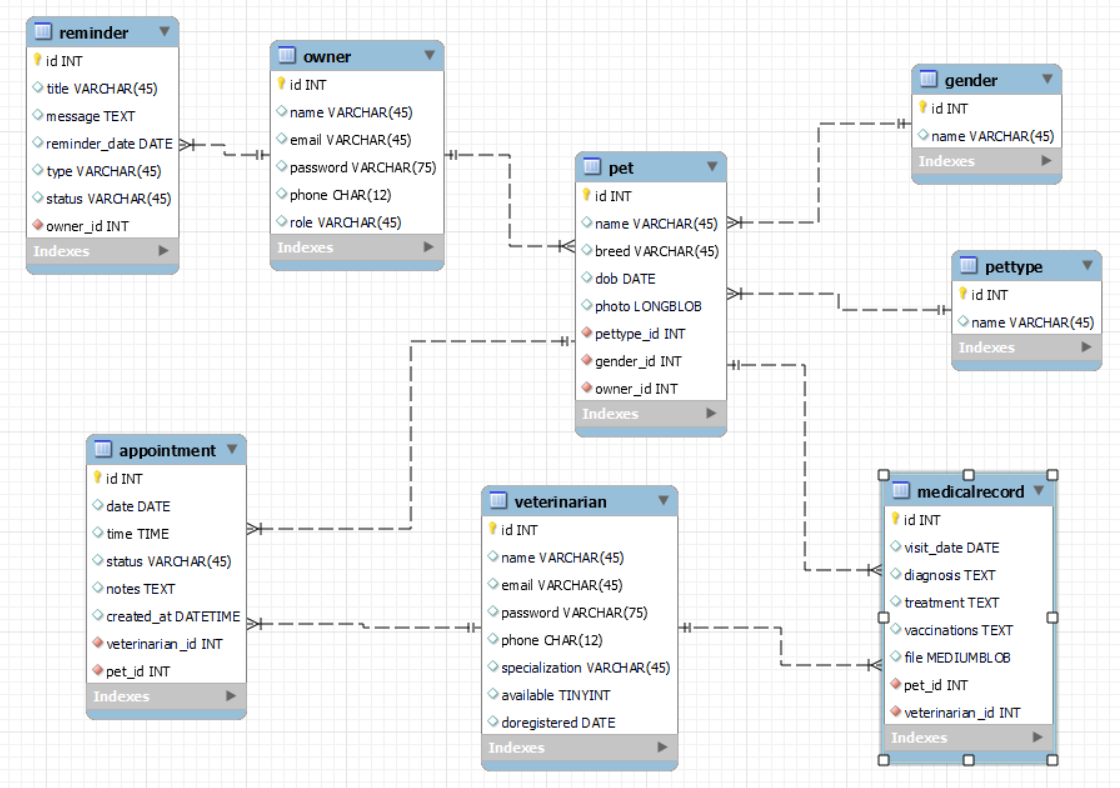 reminder
id INT
title VARCHAR(45)
message TEXT
reminder_date DATE
type VARCHAR(45)
status VARCHAR(45)
owner_id INT
Indexes
owner
id INT
name VARCHAR(45)
email VARCHAR(45)
password VARCHAR(75)
phone CHAR(12)
role VARCHAR(45)
Indexes
gender
id INT
name VARCHAR(45)
Indexes
pet
id INT
name VARCHAR(45)
breed VARCHAR(45)
dob DATE
photo LONGBLOB
pettype_id INT
gender_id INT
owner_id INT
Indexes
pettype
id INT
name VARCHAR(45)
Indexes
appointment
id INT
date DATE
time TIME
status VARCHAR(45)
notes TEXT
created_at DATETIME
veterinarian_id INT
pet_id INT
Indexes
veterinarian
id INT
name VARCHAR(45)
email VARCHAR(45)
password VARCHAR(75)
phone CHAR(12)
specialization VARCHAR(45)
available TINYINT
doregistered DATE
Indexes
medicalrecord
id INT
visit_date DATE
diagnosis TEXT
treatment TEXT
vaccinations TEXT
file MEDIUMBLOB
pet_id INT
veterinarian_id INT
Indexes